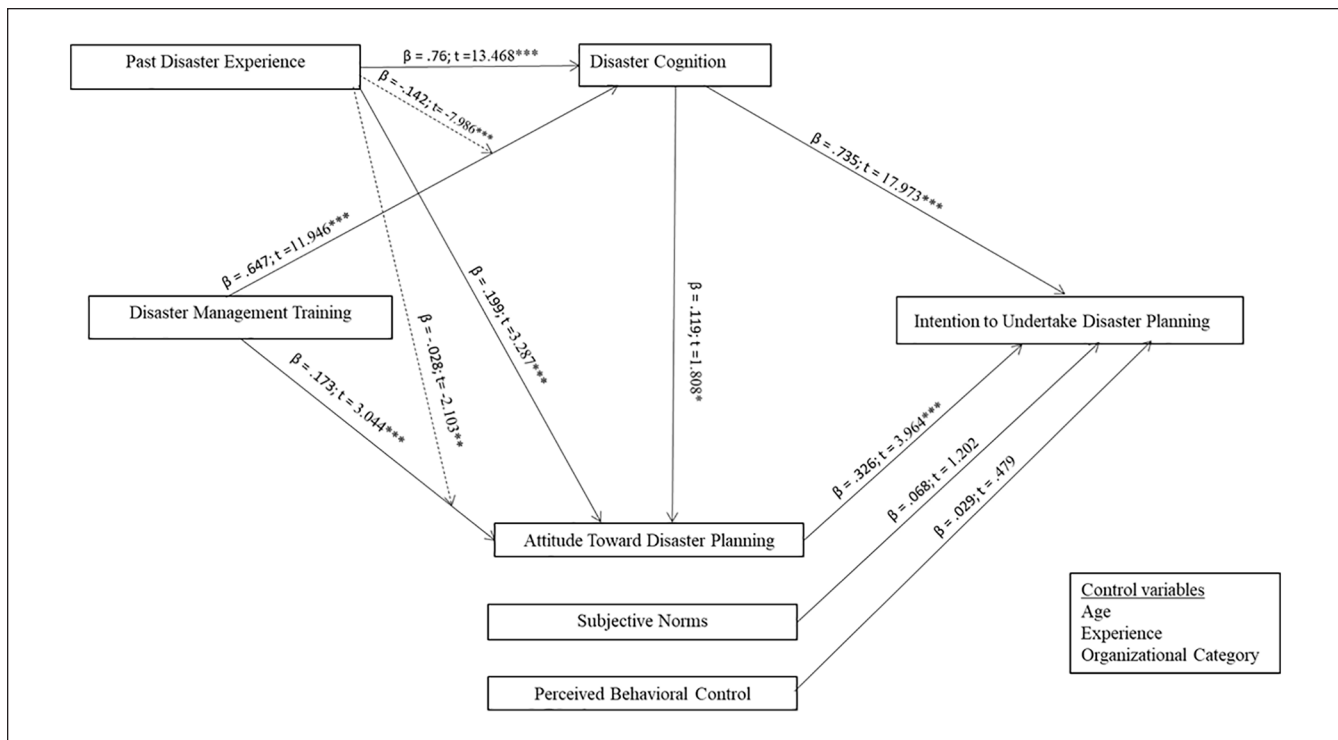 Past Disaster Experience
β = .76; t =13.468***
Disaster Cognition
β = -.142; t= -7.986***
β = .735; t = 17.973***
β = .647; t =11.946***
β = .199; t =3.287***
β = .119; t =1.808*
Disaster Management Training
Intention to Undertake Disaster Planning
β = -.028; t= -2.103**
β = .173; t = 3.044***
β = .326; t = 3.964***
β = .068; t = 1.202
β = .029; t = .479
Attitude Toward Disaster Planning
Subjective Norms
Perceived Behavioral Control
Control variables
Age
Experience
Organizational Category